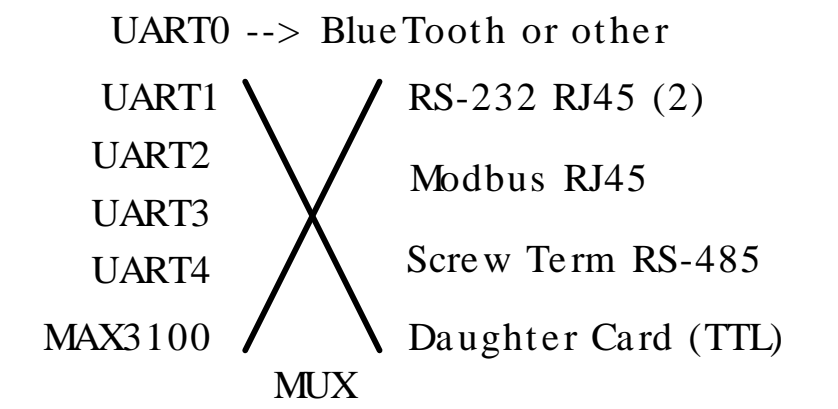 UART0 --> BlueTooth or other
UART1
RS-232 RJ45 (2)
UART2
Modbus RJ45
UART3
UART4
Screw Term RS-485
MAX3100
Daughter Card (TTL)
MUX